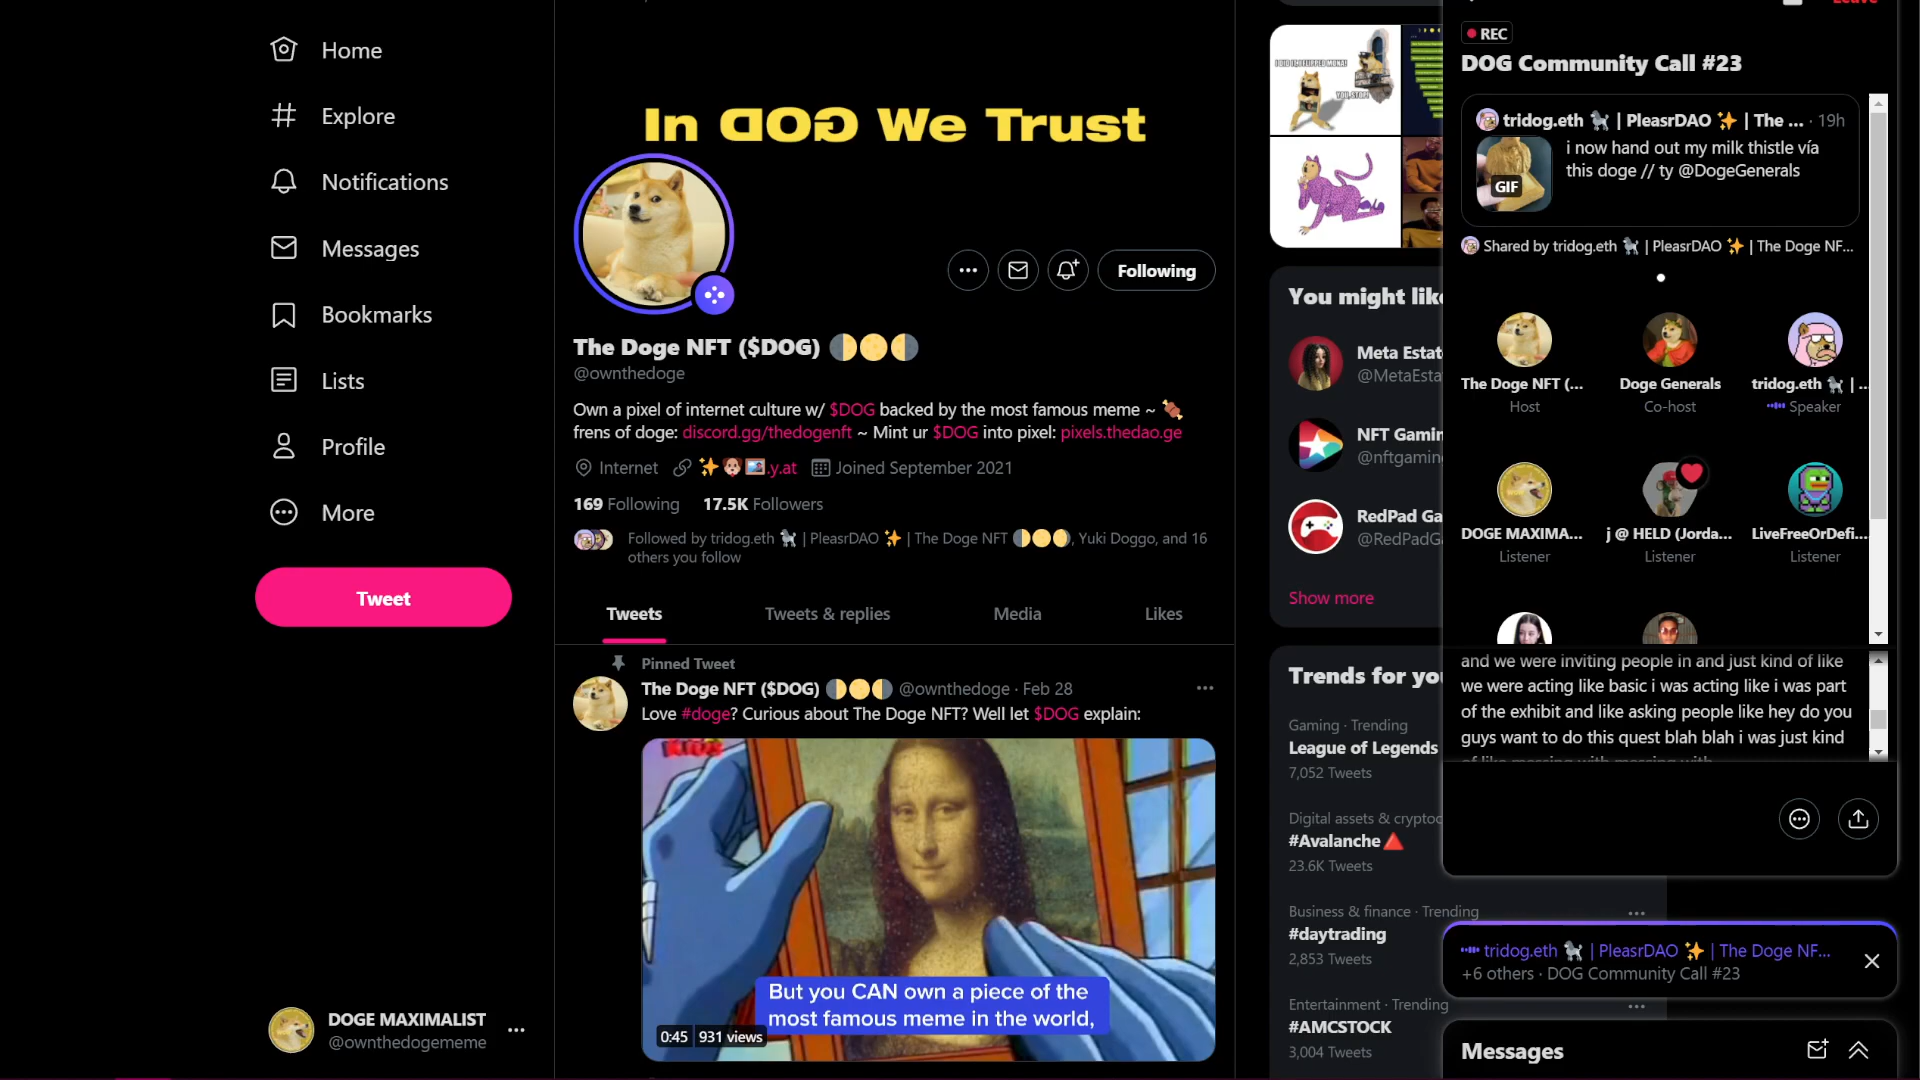 Home
Explore
Notifications
Messages
Bookmarks
Lists
Profile
More
Tweet
DOGE MAXIMALIST
@ownthedogememe
In DOG We Trust
Following
The Doge NFT ($DOG)
@ownthedoge
Own a pixel of internet culture w/ $DOG backed by the most famous meme ~
frens of doge: discord.gg/thedogenft ~ Mint ur $DOG into pixel: pixels.thedao.ge
Internet .y.at Joined September 2021
169 Following 17.5K Followers
Followed by tridog.eth 🐩 | PleasrDAO ✨ | The Doge NFT 🌓🌕🌗, Yuki Doggo, and 16
others you follow
Tweets Tweets & replies Media Likes
Pinned Tweet
The Doge NFT ($DOG) @ownthedoge · Feb 28
Love #doge? Curious about The Doge NFT? Well let $DOG explain:
But you CAN own a piece of the
most famous meme in the world,
0:45 931 views
You might like
Meta Estat
@MetaEsta
NFT Gamin
@nftgamin
RedPad Ga
@RedPadG
Show more
Trends for yo
Gaming · Trending
League of Legends
7,052 Tweets
Digital assets & cryptoc
#Avalanche
23.6K Tweets
Business & finance · Trending
#daytrading
2,853 Tweets
Entertainment · Trending
#AMCSTOCK
3,004 Tweets
Leave
REC
DOG Community Call #23
tridog.eth 🐩 | PleasrDAO ✨ | The ... · 19h
i now hand out my milk thistle vía
this doge // ty @DogeGenerals
GIF
Shared by tridog.eth 🐩 | PleasrDAO ✨ | The Doge NF...
The Doge NFT (...
Host
Doge Generals
Co-host
tridog.eth 🐩 | ...
Speaker
DOGE MAXIMA...
Listener
j @ HELD (Jorda...
Listener
LiveFreeOrDefi...
Listener
and we were inviting people in and just kind of like
we were acting like basic i was acting like i was part
of the exhibit and like asking people like hey do you
guys want to do this quest blah blah i was just kind
of like messing with messing with
tridog.eth 🐩 | PleasrDAO ✨ | The Doge NF...
+6 others · DOG Community Call #23
Messages